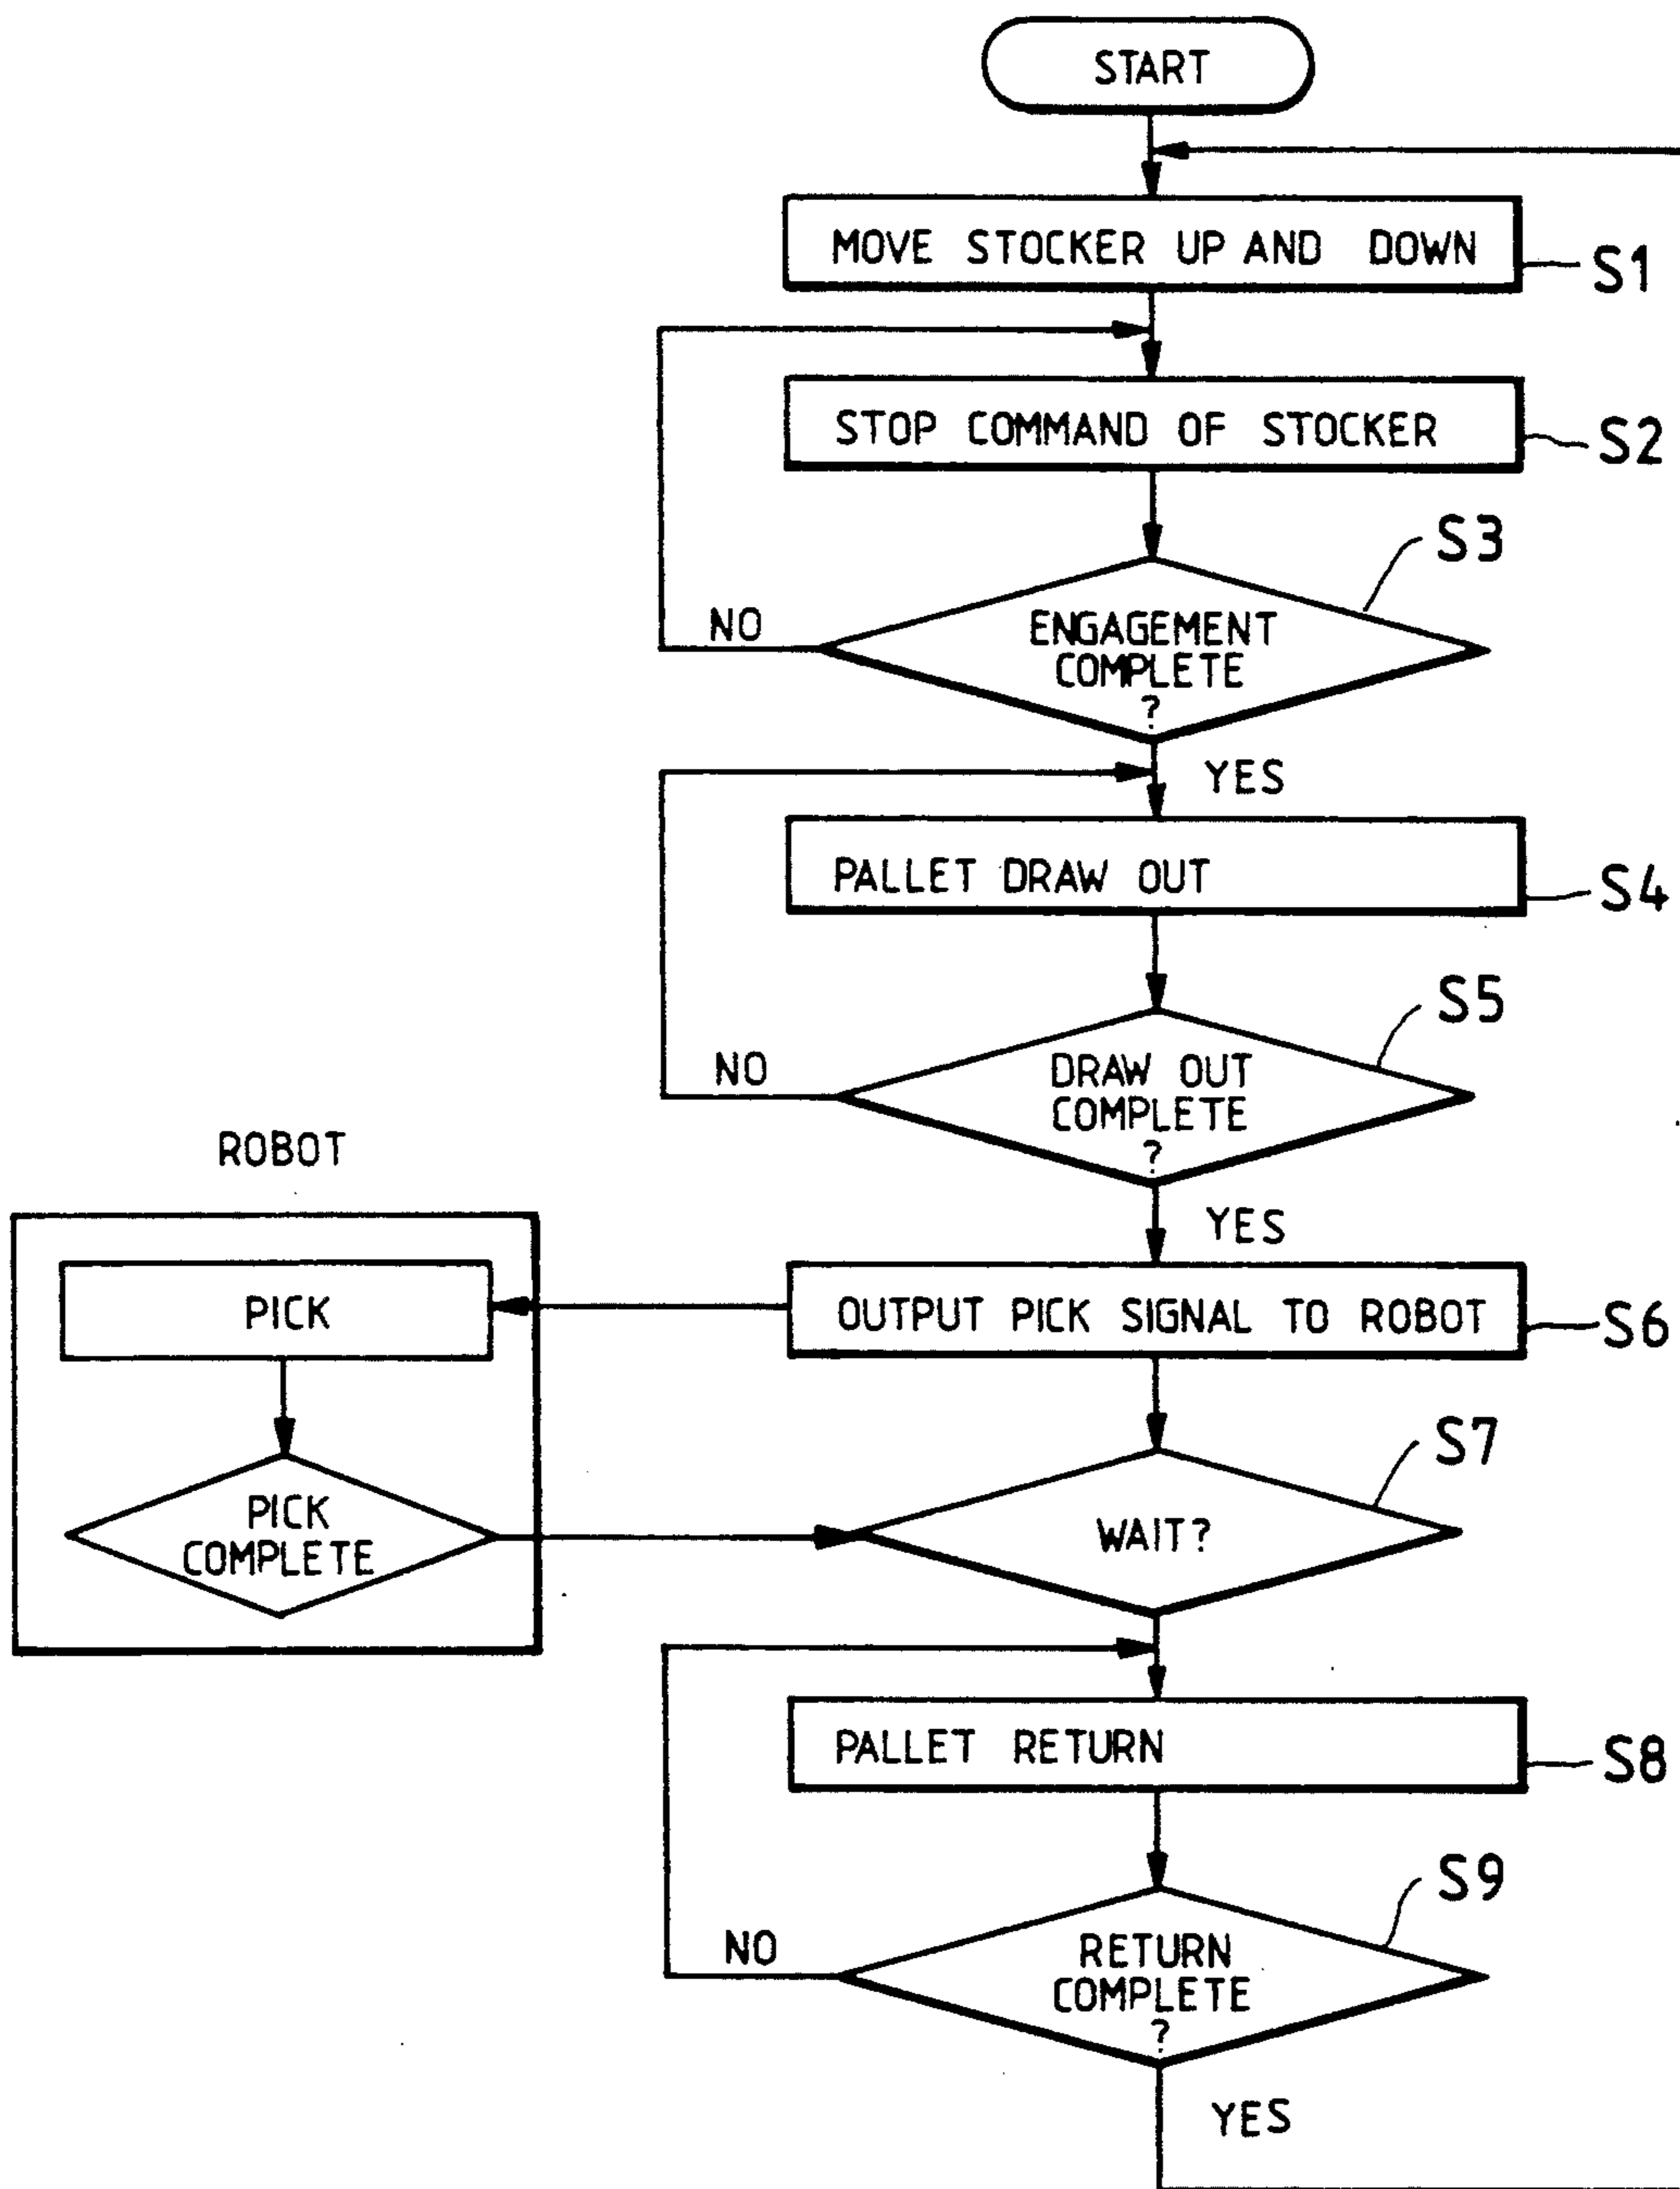 START
MOVE STOCKER UP AND DOWN
S1
STOP COMMAND OF STOCKER
S2
S3
ENGAGEMENT
COMPLETE
?
NO
YES
PALLET DRAW OUT
S4
S5
DRAW OUT
COMPLETE
?
NO
YES
ROBOT
PICK
OUTPUT PICK SIGNAL TO ROBOT
S6
S7
PICK
COMPLETE
WAIT?
PALLET RETURN
S8
S9
RETURN
COMPLETE
?
NO
YES